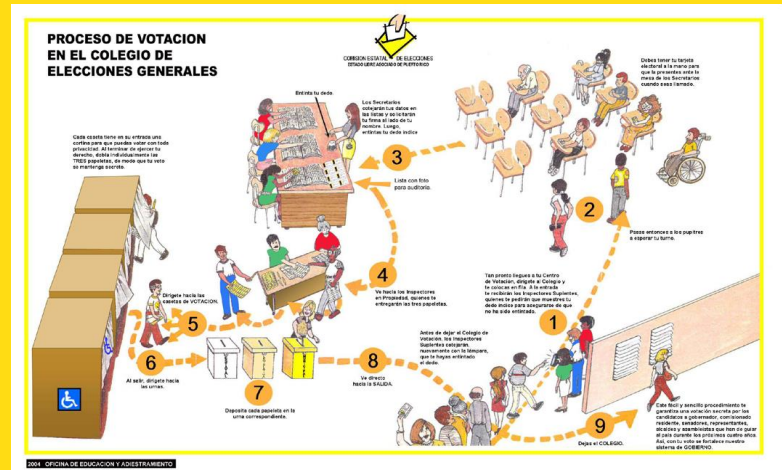 PROCESO DE VOTACION
EN EL COLEGIO DE
ELECCIONES GENERALES
COMISION ESTATAL DE ELECCIONES
ESTADO LIBRE ASOCIADO DE PUERTO RICO
Debes tener tu tarjeta
electoral a la mano para
que la presentes ante la
mesa de los Secretarios
cuando seas llamado.
Entinta tu dedo.
Los Secretarios
cotejarán tus datos en
las listas y solicitarán
tu firma al lado de tu
nombre. Luego,
entintas tu dedo índice
3
Lista con foto
para auditoría
Cada caseta tiene en su entrada una
cortina para que puedas votar con toda
privacidad. Al terminar de ejercer tu
derecho, dobla individualmente las
TRES papeletas, de modo que tu voto
se mantenga secreto.
2
Pasas entonces a los pupitres
a esperar tu turno.
4
Ve hacia los Inspectores
en Propiedad, quienes te
entregarán las tres papeletas.
Tan pronto llegues a tu Centro
de Votación, dirígete al Colegio y
te colocas en fila. A la entrada
te recibirán los Inspectores Suplentes,
quienes te pedirán que muestres tu
dedo índice para asegurarse de que
no ha sido entintado.
1
Dirígete hacia las
casetas de VOTACION.
5
6
Al salir, dirígete hacia
las urnas.
7
Deposita cada papeleta en la
urna correspondiente.
8
Ve directo
hacia la SALIDA.
Antes de dejar el Colegio de
Votación, los Inspectores
Suplentes cotejarán,
nuevamente con la lámpara,
que te hayas entintado
el dedo.
9
Dejas el COLEGIO.
Este fácil y sencillo procedimiento te
garantiza una votación secreta por los
candidatos a gobernador, comisionado
residente, senadores, representantes,
alcaldes y asambleístas que han de guiar
al país durante los próximos cuatro años.
Así, con tu voto se fortalece nuestro
sistema de GOBIERNO.
2004 OFICINA DE EDUCACION Y ADIESTRAMIENTO